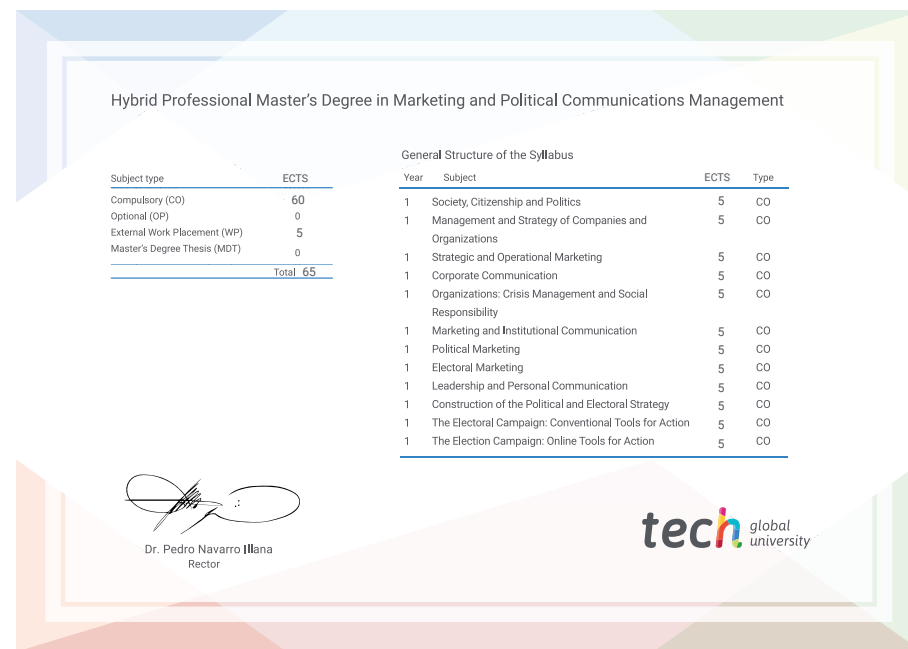 Hybrid Professional Master's Degree in Marketing and Political Communications Management
Subject type ECTS
Compulsory (CO) 60
Optional (OP) 0
External Work Placement (WP) 5
Master's Degree Thesis (MDT) 0
Total 65
General Structure of the Syllabus
Year Subject ECTS Type
1 Society, Citizenship and Politics 5 CO
1 Management and Strategy of Companies and 5 CO
Organizations
1 Strategic and Operational Marketing 5 CO
1 Corporate Communication 5 CO
1 Organizations: Crisis Management and Social 5 CO
Responsibility
1 Marketing and Institutional Communication 5 CO
1 Political Marketing 5 CO
1 Electoral Marketing 5 CO
1 Leadership and Personal Communication 5 CO
1 Construction of the Political and Electoral Strategy 5 CO
1 The Electoral Campaign: Conventional Tools for Action 5 CO
1 The Election Campaign: Online Tools for Action 5 CO
Dr. Pedro Navarro Illana
Rector
tech global
university